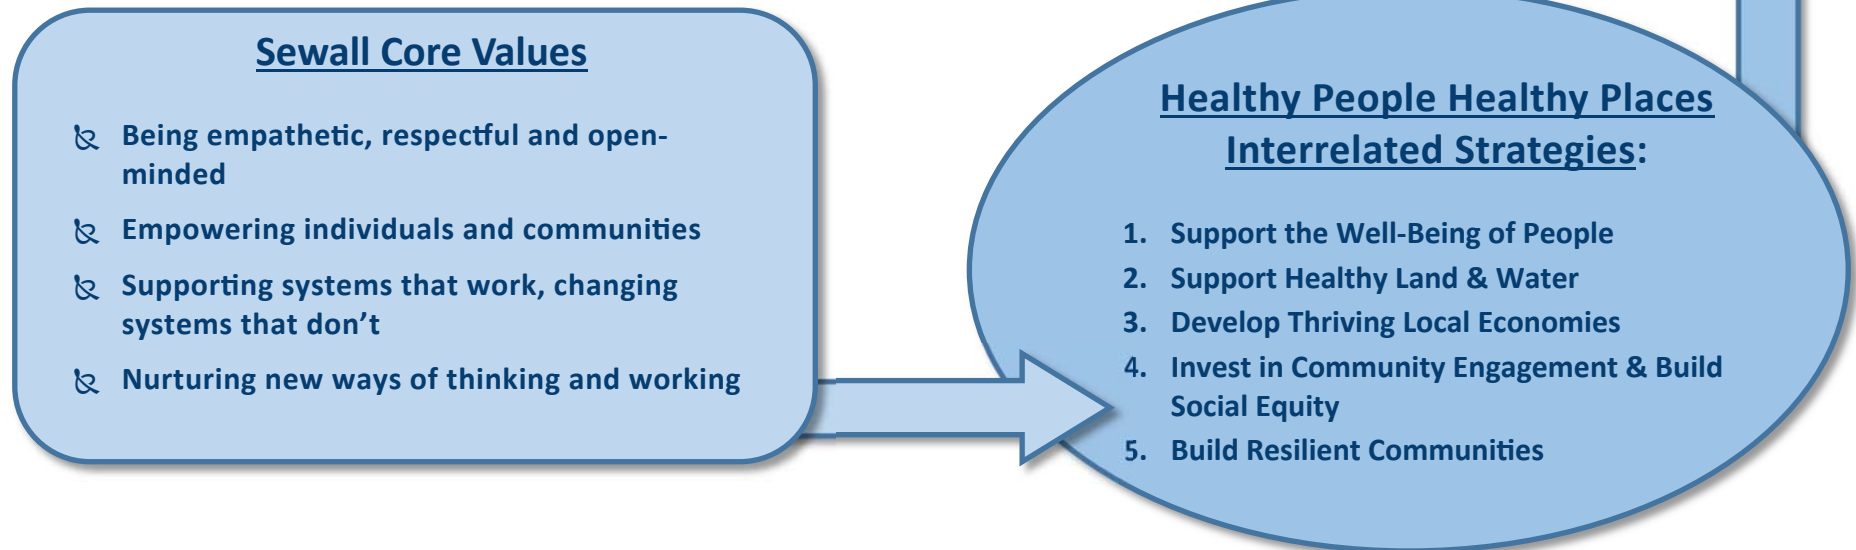 Sewall Core Values
Being empathetic, respectful and open-
minded
Empowering individuals and communities
Supporting systems that work, changing
systems that don’t
Nurturing new ways of thinking and working
Healthy People Healthy Places
Interrelated Strategies:
1. Support the Well-Being of People
2. Support Healthy Land & Water
3. Develop Thriving Local Economies
4. Invest in Community Engagement & Build
Social Equity
5. Build Resilient Communities